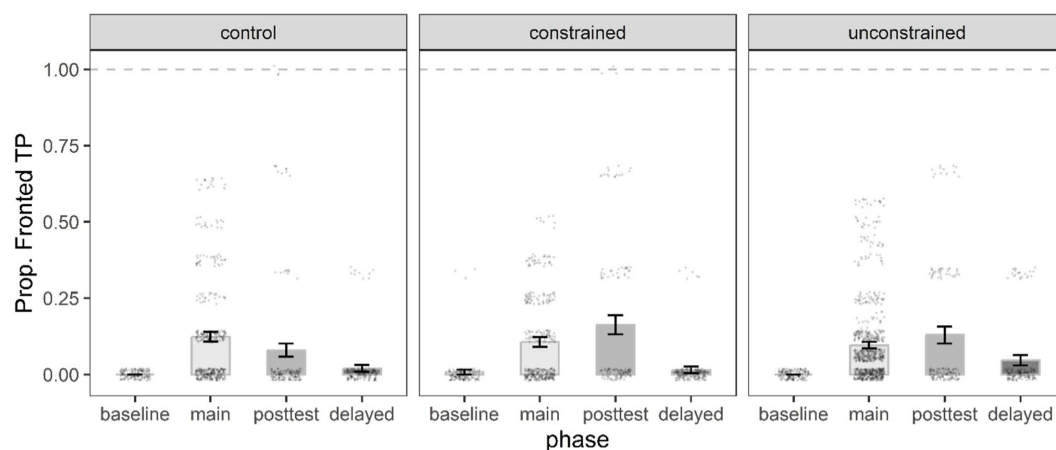 control constrained unconstrained
Prop. Fronted TP
1.00
0.75
0.50
0.25
0.00
baseline main posttest delayed baseline main posttest delayed baseline main posttest delayed
phase